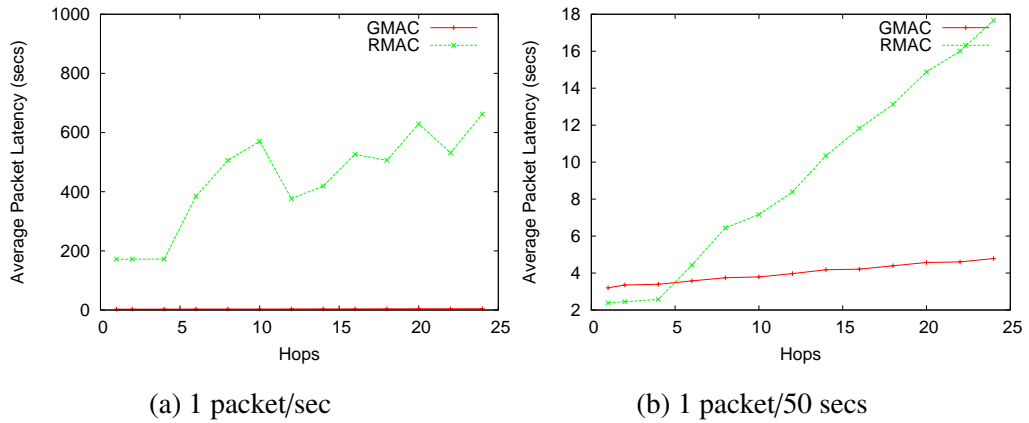 1000
800
600
400
200
0
0 5 10 15 20 25
Average Packet Latency (secs)
Hops
GMAC
RMAC
(a) 1 packet/sec
18
16
14
12
10
8
6
4
2
0 5 10 15 20 25
Average Packet Latency (secs)
Hops
GMAC
RMAC
(b) 1 packet/50 secs